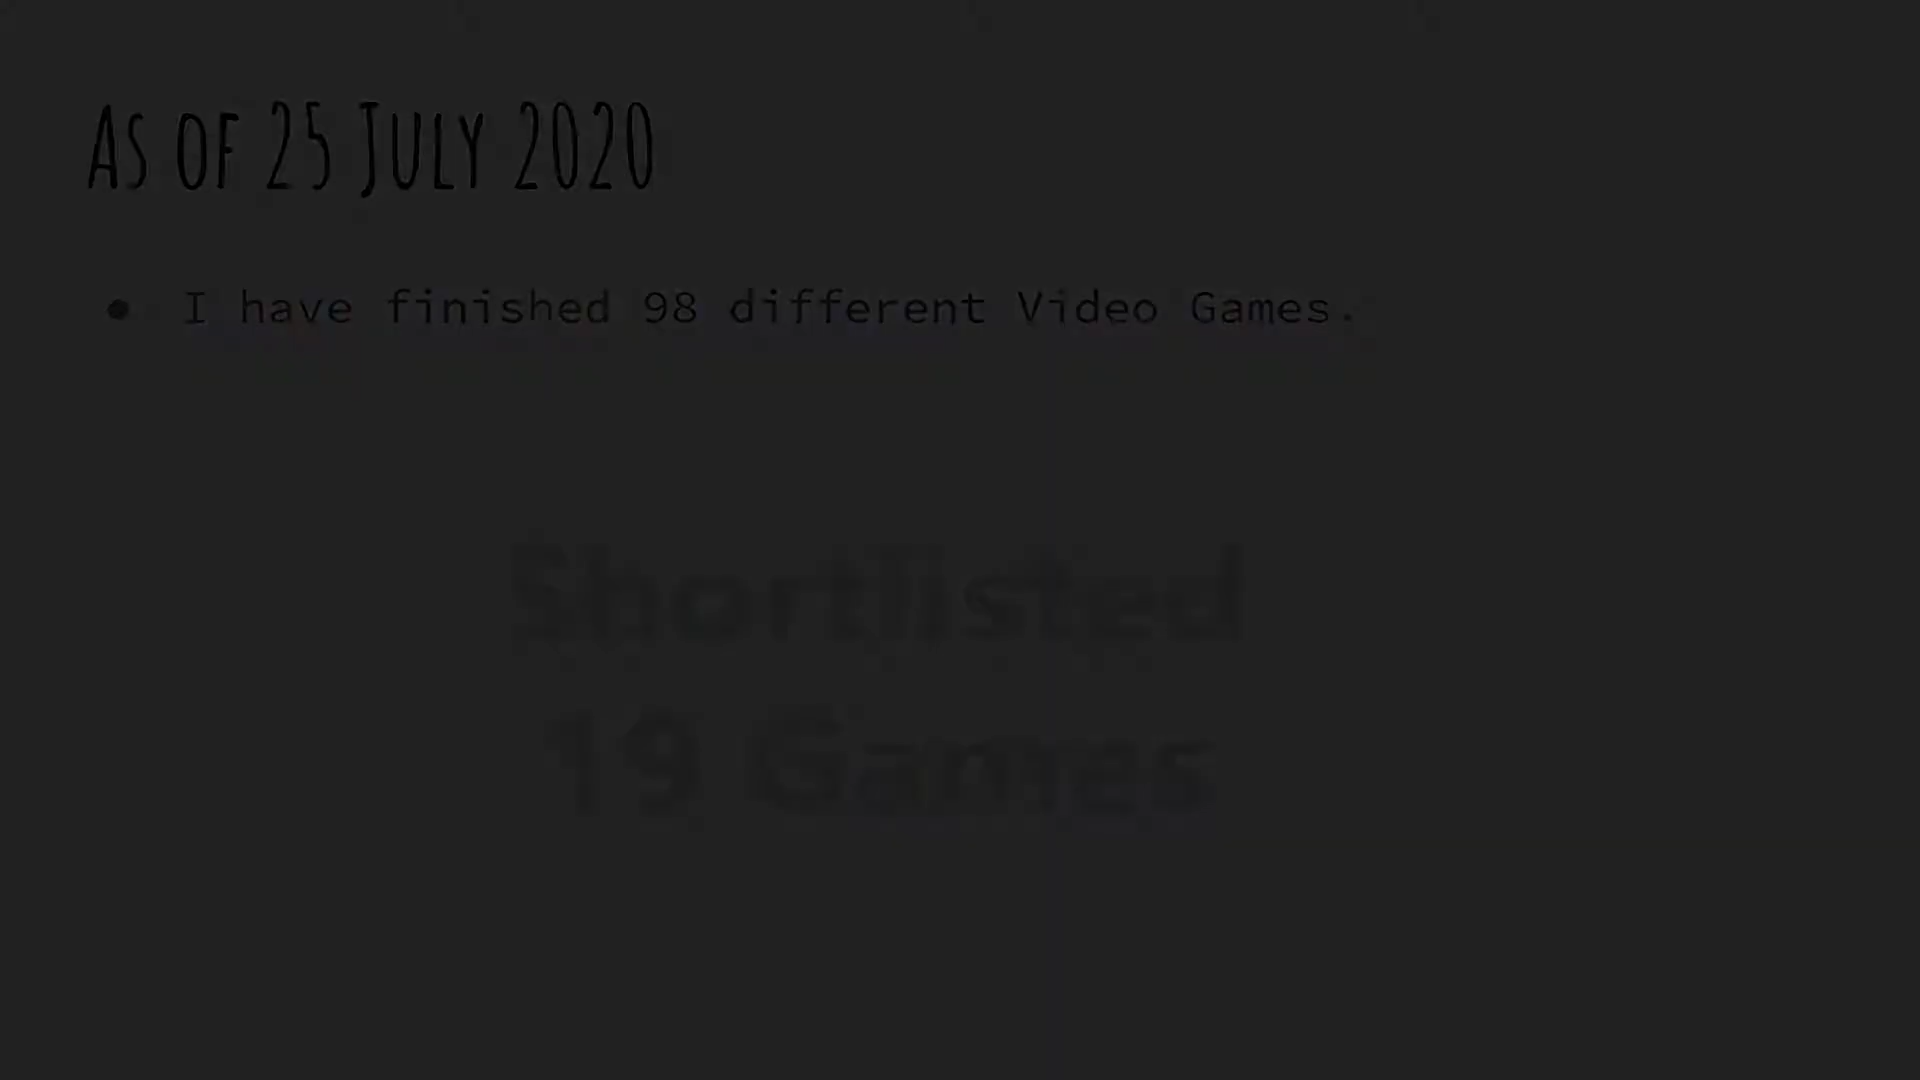 As of 25 July 2020
● I have finished 98 different Video Games.
Shortlisted
19 Games